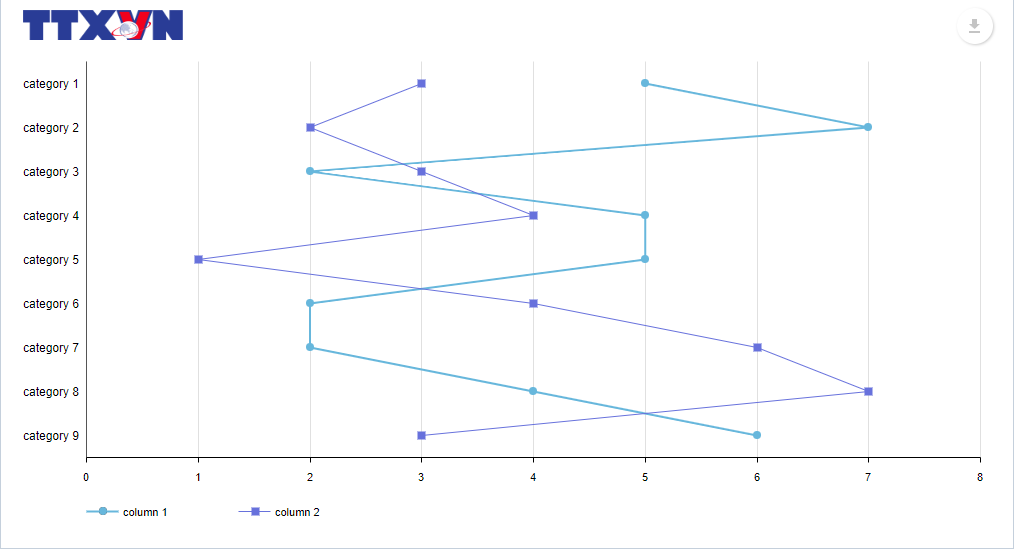 TTXVN
category 1
category 2
category 3
category 4
category 5
category 6
category 7
category 8
category 9
0 1 2 3 4 5 6 7 8
column 1 column 2